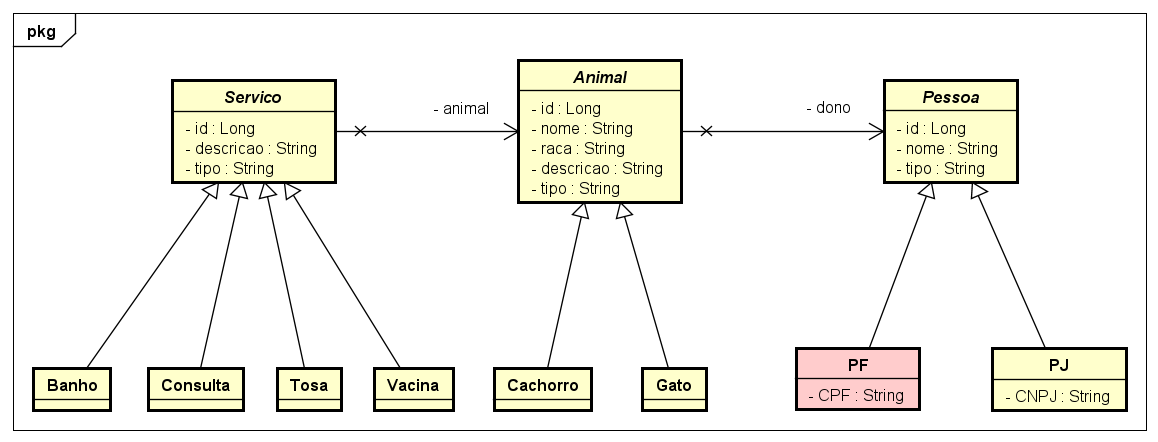 pkg
Servico
- id : Long
- descricao : String
- tipo : String
- animal
Animal
- id : Long
- nome : String
- raca : String
- descricao : String
- tipo : String
- dono
Pessoa
- id : Long
- nome : String
- tipo : String
Banho
Consulta
Tosa
Vacina
Cachorro
Gato
PF
- CPF : String
PJ
- CNPJ : String